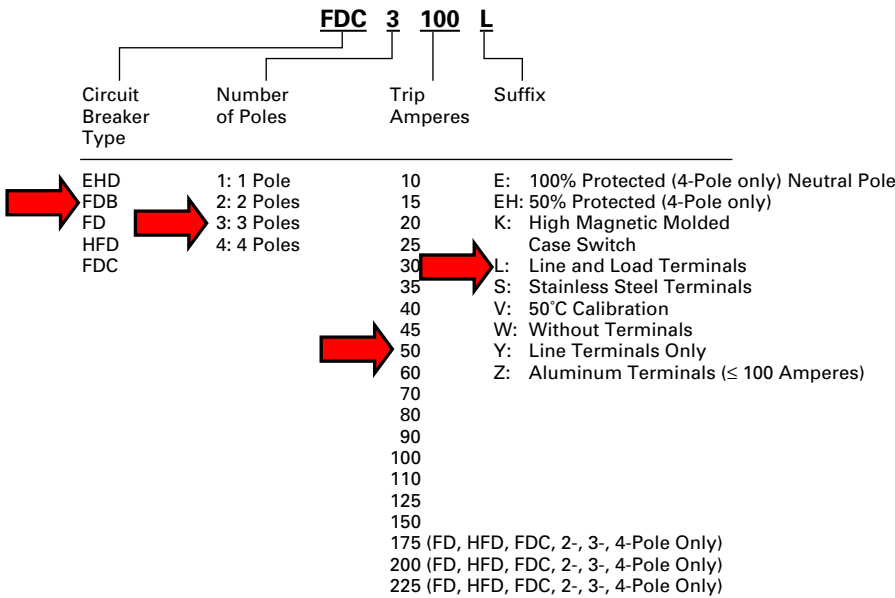 FDC 3 100 L
Circuit Breaker Type
Number of Poles
Trip Amperes
Suffix
EHD
FDB
FD
HFD
FDC
1: 1 Pole
2: 2 Poles
3: 3 Poles
4: 4 Poles
10
15
20
25
30
35
40
45
50
60
70
80
90
100
110
125
150
175 (FD, HFD, FDC, 2-, 3-, 4-Pole Only)
200 (FD, HFD, FDC, 2-, 3-, 4-Pole Only)
225 (FD, HFD, FDC, 2-, 3-, 4-Pole Only)
E: 100% Protected (4-Pole only) Neutral Pole
EH: 50% Protected (4-Pole only)
K: High Magnetic Molded
Case Switch
L: Line and Load Terminals
S: Stainless Steel Terminals
V: 50°C Calibration
W: Without Terminals
Y: Line Terminals Only
Z: Aluminum Terminals (≤ 100 Amperes)